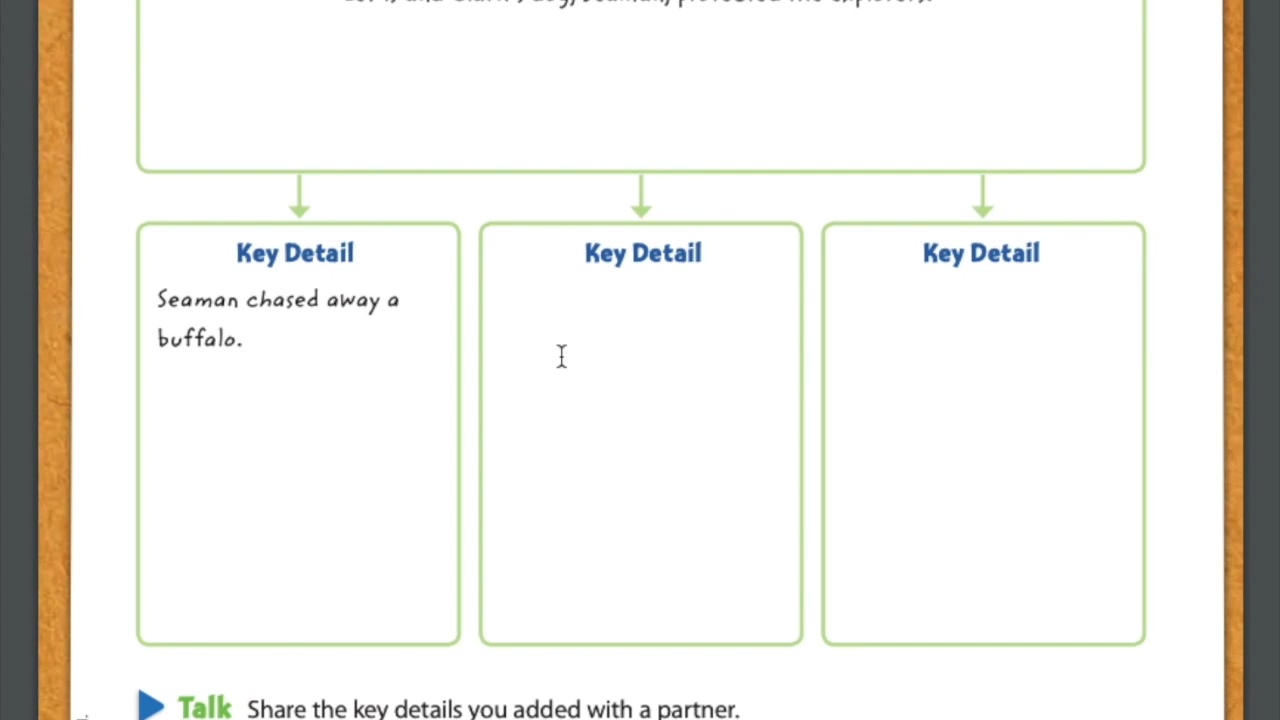 Key Detail
Seaman chased away a
buffalo.
Key Detail
Key Detail
Talk Share the key details you added with a partner.